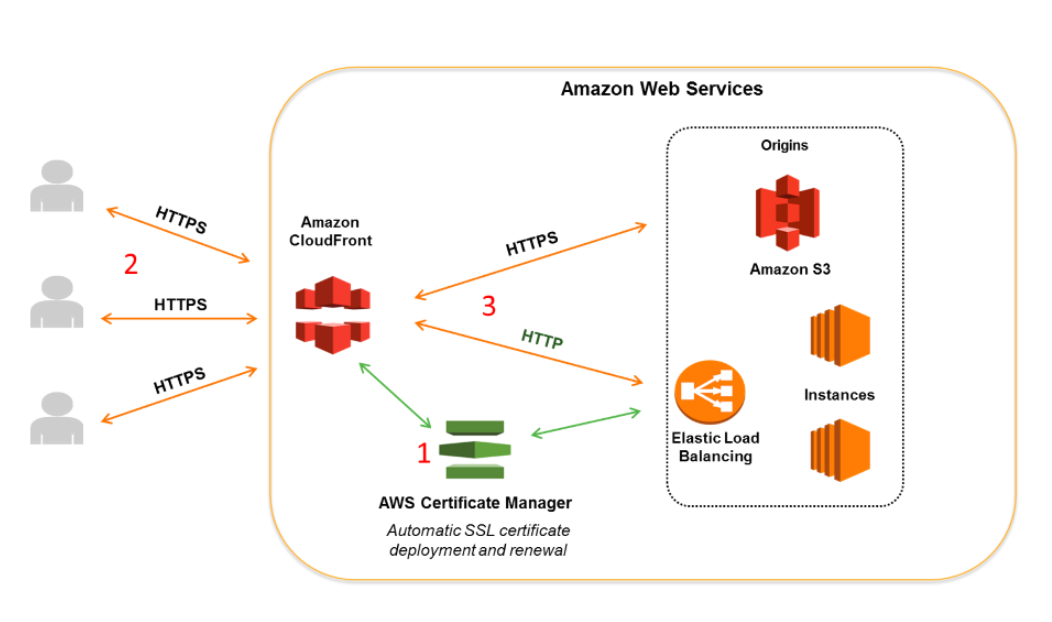 Amazon Web Services
Origins
Amazon S3
Instances
Elastic Load
Balancing
Amazon
CloudFront
HTTPS
2
HTTPS
HTTPS
HTTPS
3
HTTP
1
AWS Certificate Manager
Automatic SSL certificate
deployment and renewal